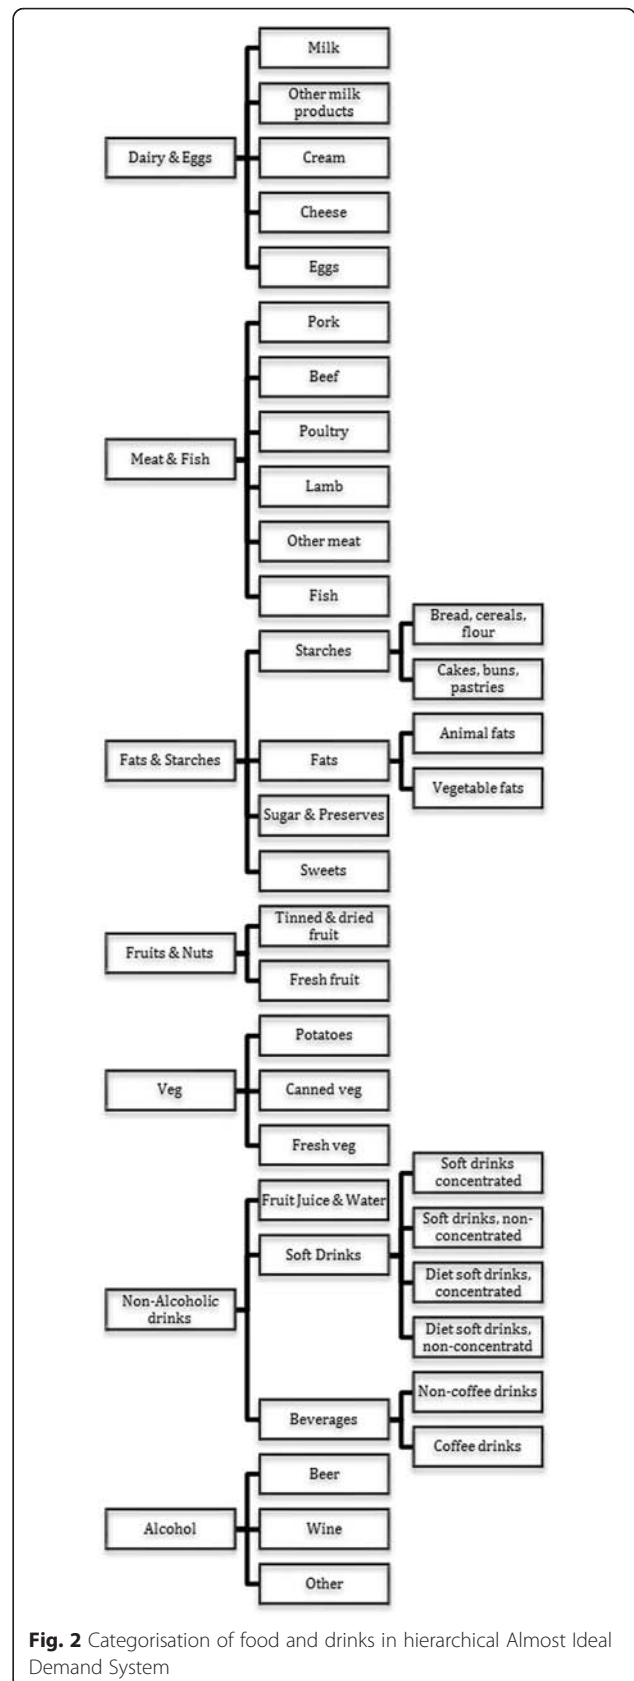 Milk
Other milk
products
Dairy & Eggs
Cream
Cheese
Eggs
Pork
Beef
Poultry
Meat & Fish
Lamb
Other meat
Fish
Starches
Bread, cereals,
flour
Cakes, buns,
pastries
Fats & Starches
Fats
Animal fats
Vegetable fats
Sugar & Preserves
Sweets
Fruits & Nuts
Tinned & dried
fruit
Fresh fruit
Potatoes
Veg
Canned veg
Fresh veg
Non-Alcoholic
drinks
Fruit Juice & Water
Soft Drinks
Soft drinks
concentrated
Soft drinks, non-
concentrated
Diet soft drinks,
concentrated
Diet soft drinks,
non-concentratd
Beverages
Non-coffee drinks
Coffee drinks
Beer
Alcohol
Wine
Other
Fig. 2 Categorisation of food and drinks in hierarchical Almost Ideal
Demand System